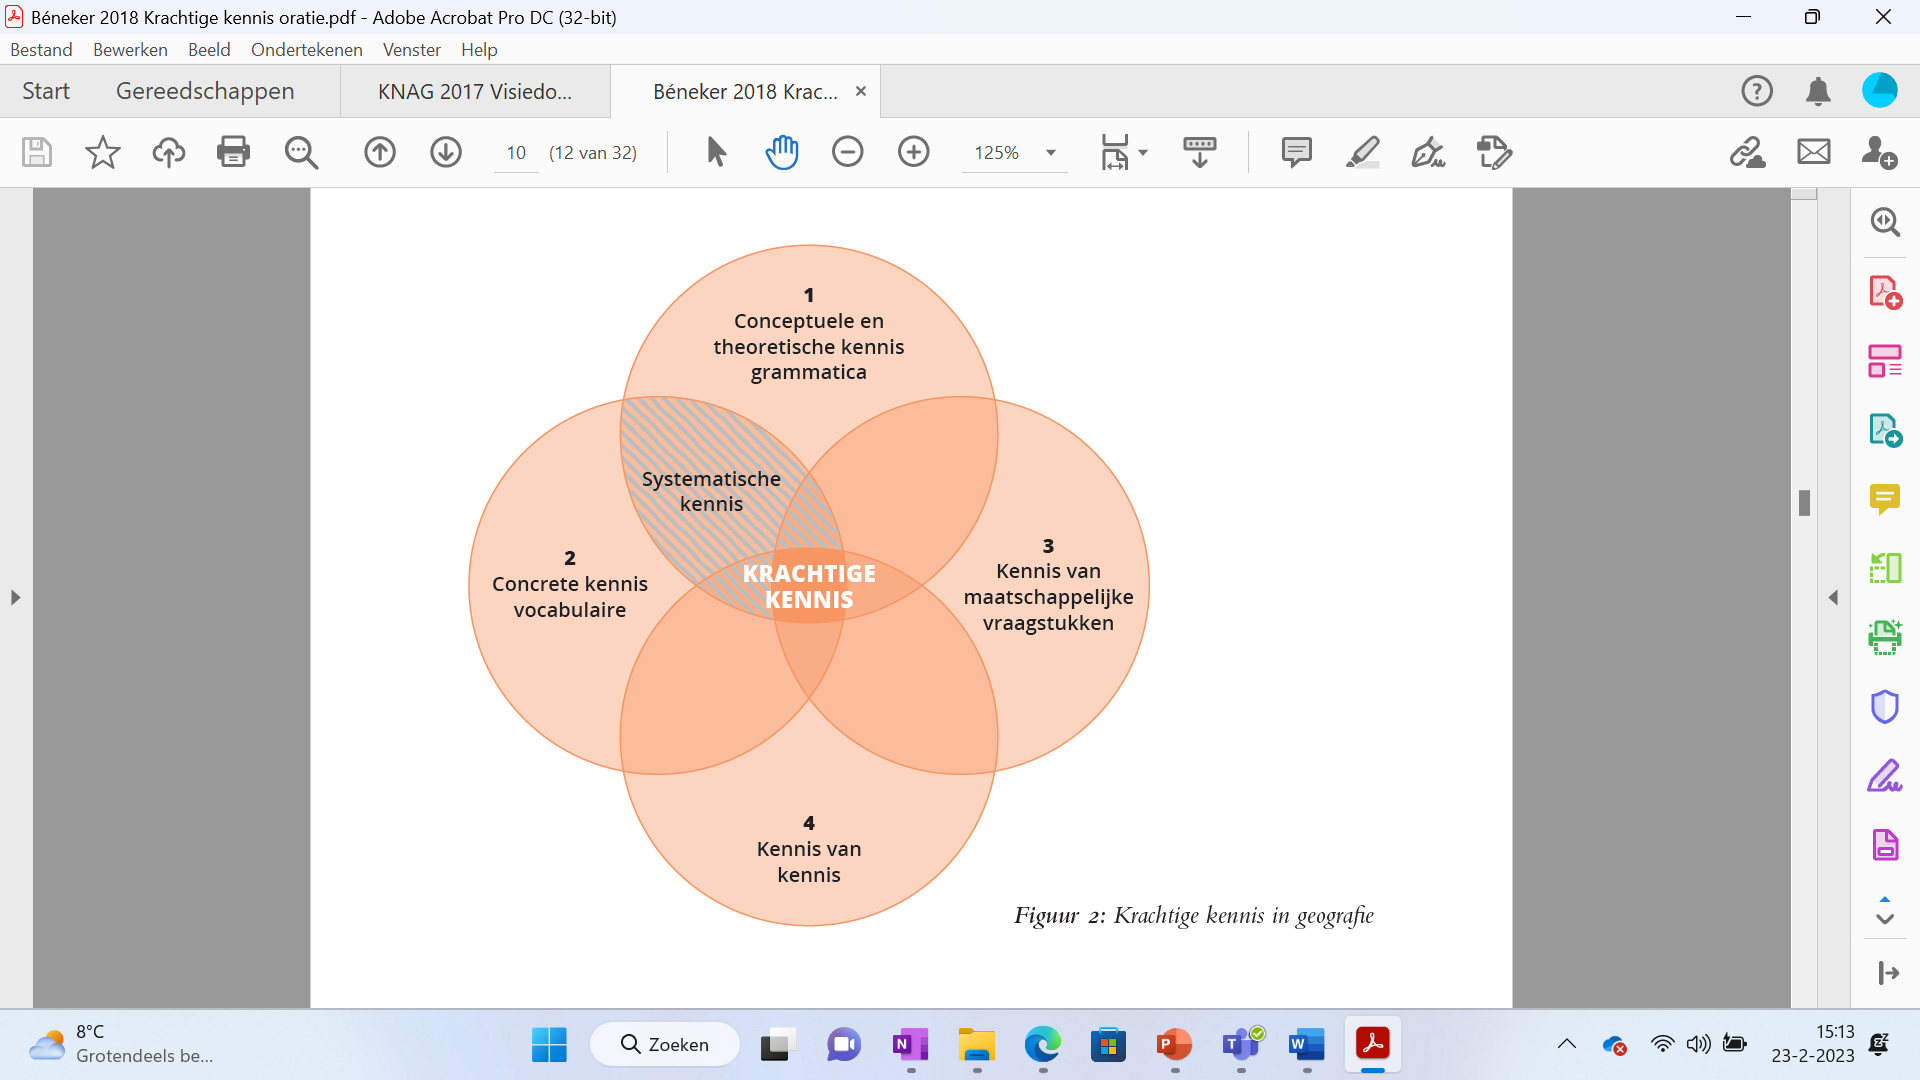 Béneker 2018 Krachtige kennis oratie.pdf - Adobe Acrobat Pro DC (32-bit)
Bestand Bewerken Beeld Ondertekenen Venster Help
Start Gereedschappen KNAG 2017 Visiedo... Béneker 2018 Krac... ×
10 (12 van 32) 125%
1
Conceptuele en
theoretische kennis
grammatica
Systematische
kennis
2
Concrete kennis
vocabulaire
KRACHTIGE
KENNIS
3
Kennis van
maatschappelijke
vraagstukken
4
Kennis van
kennis
Figuur 2: Krachtige kennis in geografie
8°C
Grotendeels be...
Zoeken
15:13
23-2-2023